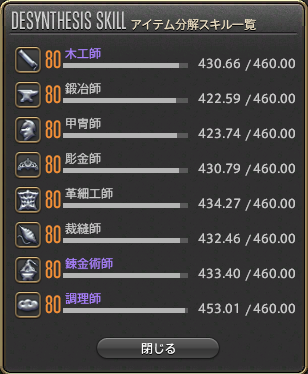 DESYNTHESIS SKILL アイテム分解スキル一覧
80 木工師 430.66 / 460.00
80 鍛冶師 422.59 / 460.00
80 甲冑師 423.74 / 460.00
80 彫金師 430.79 / 460.00
80 革細工師 434.27 / 460.00
80 裁縫師 432.46 / 460.00
80 錬金術師 433.40 / 460.00
80 調理師 453.01 / 460.00
閉じる